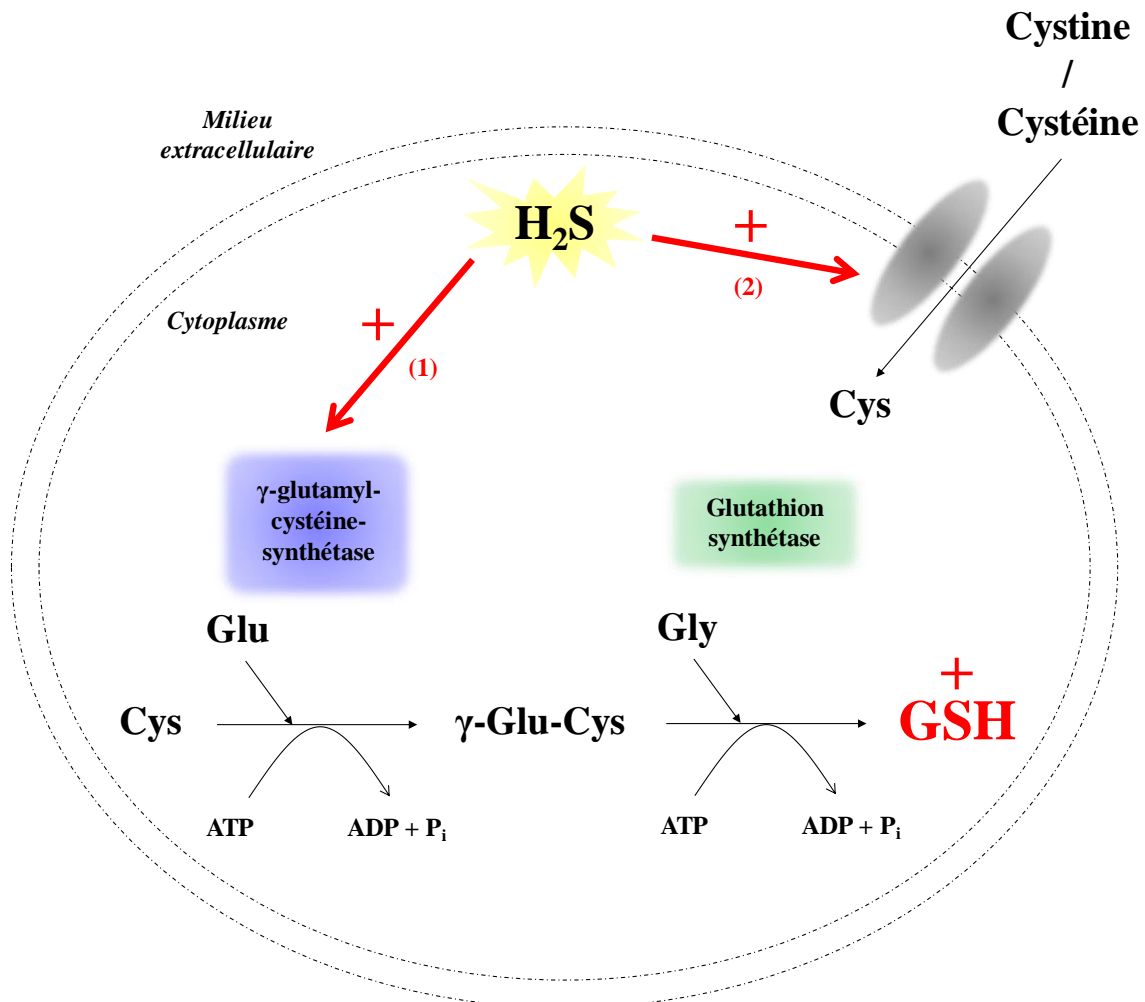 Cystine
/
Cystéine
Milieu
extracellulaire
H₂S
+
(2)
Cytoplasme
+
(1)
Cys
γ-glutamyl-
cystéine-
synthétase
Glutathion
synthétase
Glu
Gly
+
Cys
γ-Glu-Cys
GSH
ATP
ADP + Pᵢ
ATP
ADP + Pᵢ